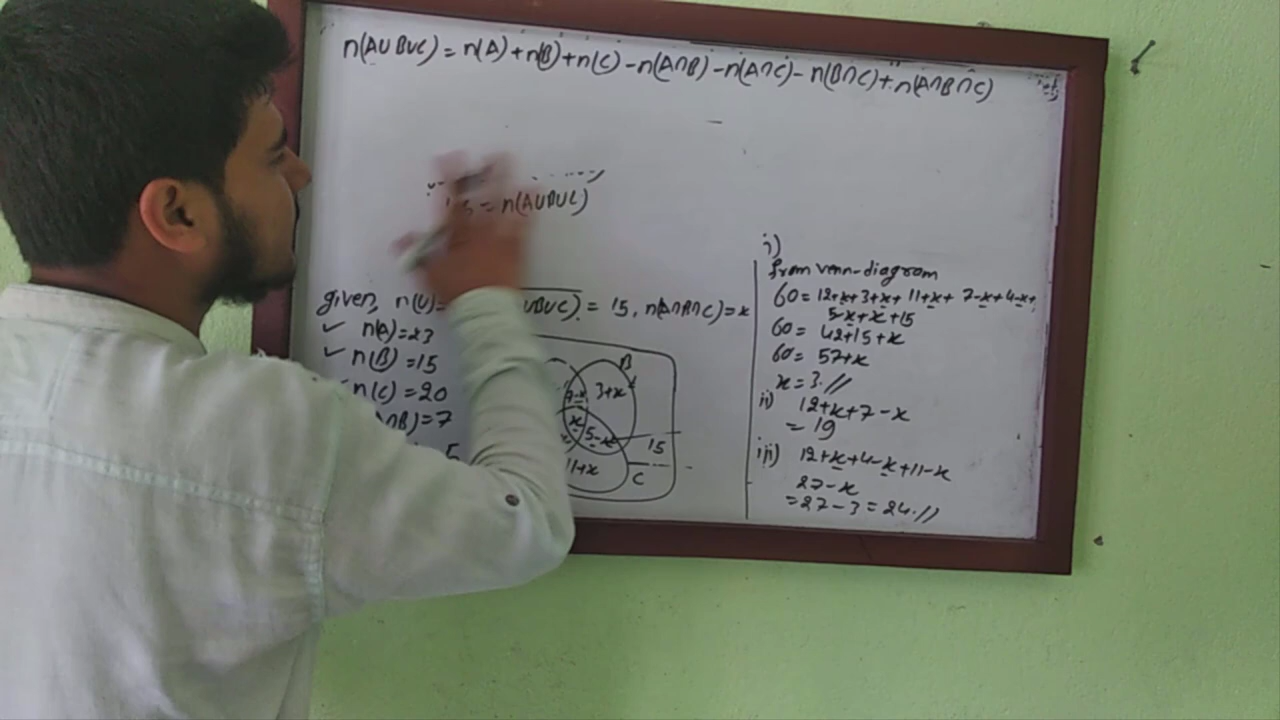 n(AUBUC) = n(A) + n(B) + n(C) - n(A∩B) - n(A∩C) - n(B∩C) + n(A∩B∩C)
= n(AUBUC)
given, n(U)= UBUC) = 15, n(A∩B∩C) = x
✓ n(A)=23
✓ n(B) =15
n(C) = 20
∩B)=7
5
B
7-x
3+x
x
5-x
15
11+x
C
i)
from venn-diagram
60 = 12+x+3+x+ 11+x+ 7-x+4-x+
5-x+x+15
60= 42+15+x
60= 57+x
x = 3.//
ii) 12+x+7-x
= 19
iii) 12+x+4-x+11-x
27-x
=27-3 = 24.//